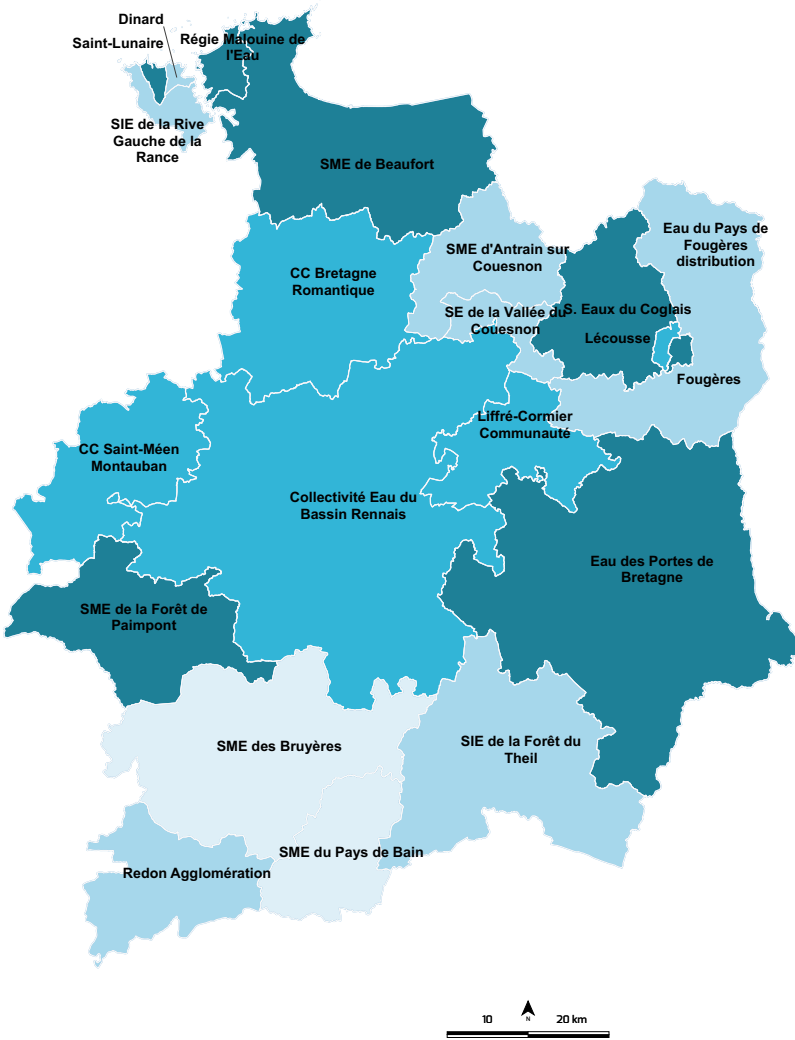 Dinard
Saint-Lunaire
Régie Malouine de
l'Eau
SIE de la Rive
Gauche de la
Rance
SME de Beaufort
Eau du Pays de
Fougères
distribution
SME d'Antrain sur
Couesnon
CC Bretagne
Romantique
SE de la Vallée du
Couesnon
S. Eaux du Coglais
Lécousse
Fougères
Liffré-Cormier
Communauté
CC Saint-Méen
Montauban
Collectivité Eau du
Bassin Rennais
Eau des Portes de
Bretagne
SME de la Forêt de
Paimpont
SME des Bruyères
SIE de la Forêt du
Theil
SME du Pays de Bain
Redon Agglomération
10 N 20 km